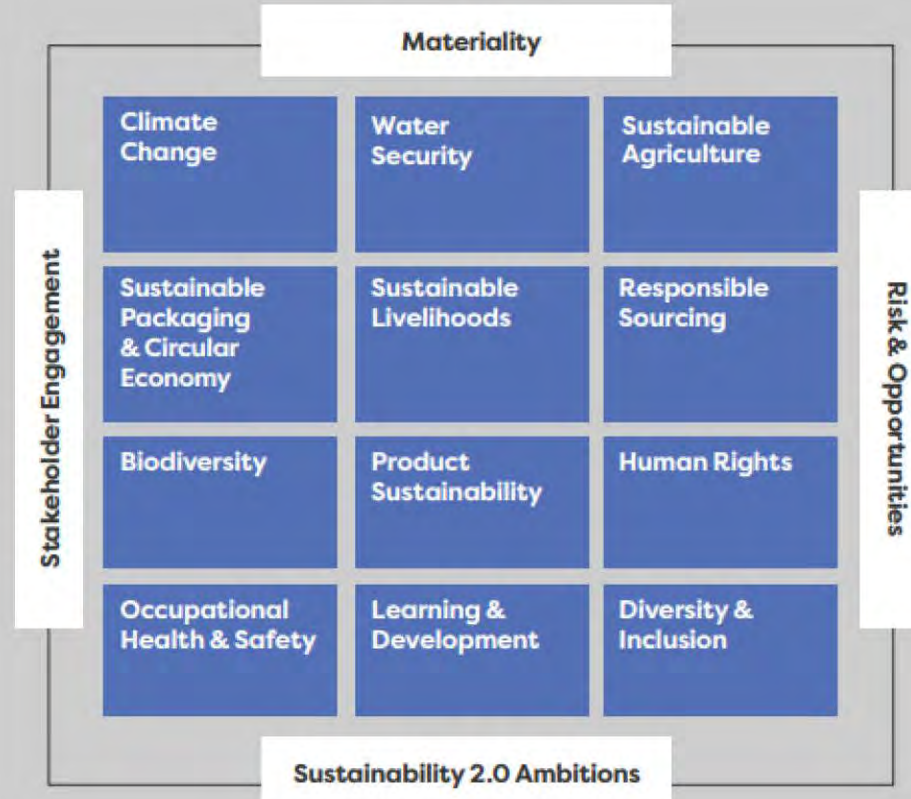 Materiality
Climate
Change
Water
Security
Sustainable
Agriculture
Stakeholder Engagement
Sustainable
Packaging
& Circular
Economy
Sustainable
Livelihoods
Responsible
Sourcing
Risk & Opportunities
Biodiversity
Product
Sustainability
Human Rights
Occupational
Health & Safety
Learning &
Development
Diversity &
Inclusion
Sustainability 2.0 Ambitions